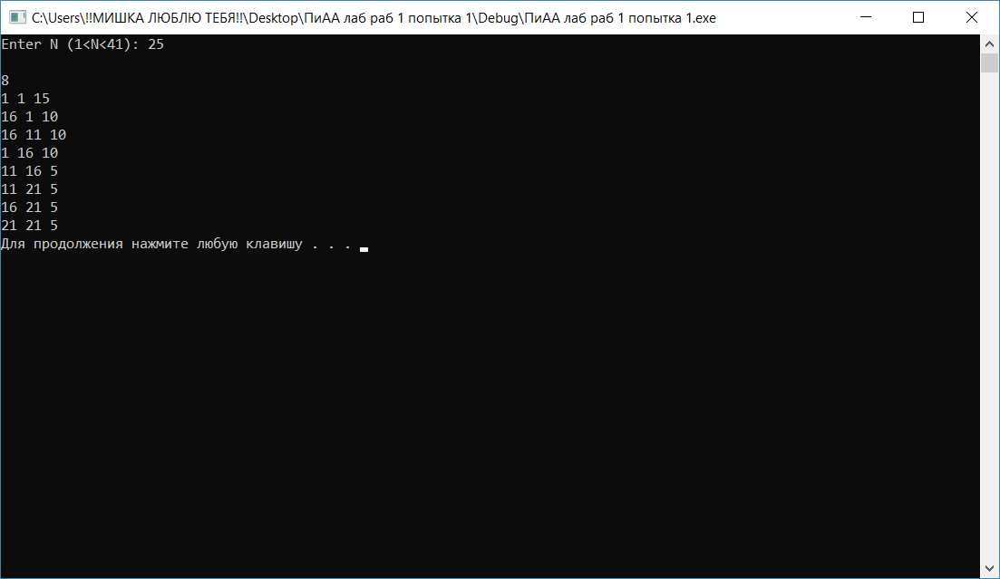 C:\Users\!!МИШКА ЛЮБЛЮ ТЕБЯ!!\Desktop\ПиАА лаб раб 1 попытка 1\Debug\ПиАА лаб раб 1 попытка 1.exe
Enter N (1<N<41): 25
8
1 1 15
16 1 10
16 11 10
1 16 10
11 16 5
11 21 5
16 21 5
21 21 5
Для продолжения нажмите любую клавишу . . .